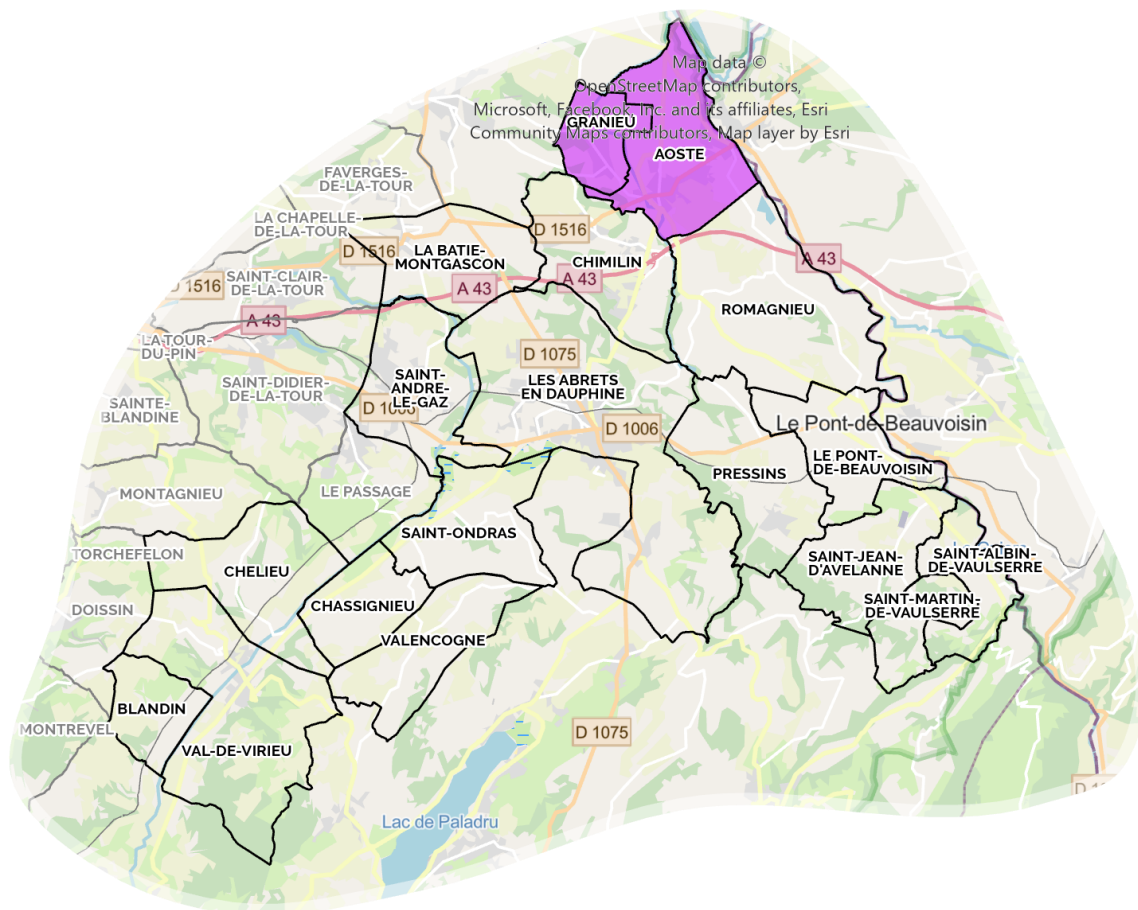 Map data ©
OpenStreetMap contributors,
Microsoft, Facebook, Inc. and its affiliates, Esri
Community Maps contributors, Map layer by Esri
GRANIEU
AOSTE
FAVERGES-
DE-LA-TOUR
LA CHAPELLE-
DE-LA-TOUR
D 1516
D 1516
LA BATIE-
MONTGASCON
CHIMILIN
A 43
SAINT-CLAIR-
DE-LA-TOUR
1516
A 43
A 43
A 43
ROMAGNIEU
LA TOUR-
DU-PIN
D 1075
SAINT-DIDIER-
DE-LA-TOUR
SAINT-
ANDRE-
LE-GAZ
LES ABRETS
EN DAUPHINE
D 1006
SAINTE-
BLANDINE
D 1006
Le Pont-de-Beauvoisin
LE PONT-
DE-BEAUVOISIN
PRESSINS
MONTAGNIEU
LE PASSAGE
SAINT-ONDRAS
TORCHEFELON
CHELIEU
SAINT-JEAN-
D'AVELANNE
SAINT-ALBIN-
DE-VAULSERRE
DOISSIN
CHASSIGNIEU
SAINT-MARTIN-
DE-VAULSERRE
VALENCOGNE
BLANDIN
MONTREVEL
VAL-DE-VIRIEU
D 1075
Lac de Paladru